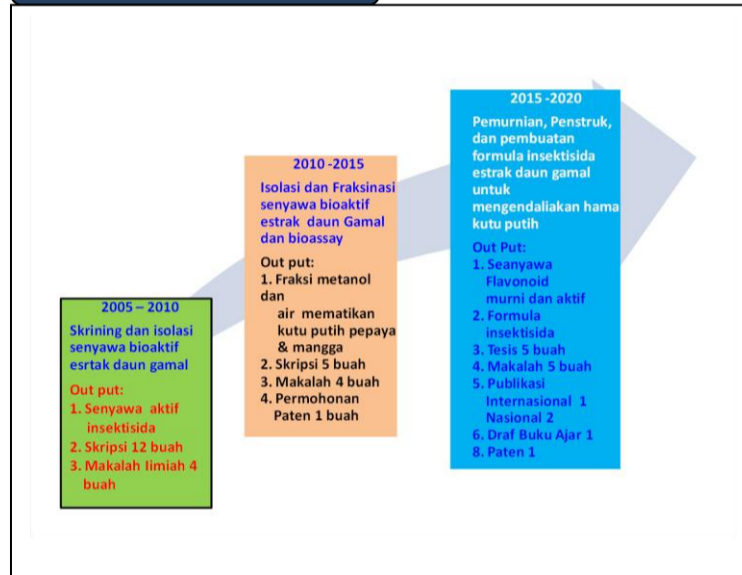 2005 – 2010
Skrining dan isolasi
senyawa bioaktif
esrtak daun gamal
Out put:
1. Senyawa aktif
insektisida
2. Skripsi 12 buah
3. Makalah Iimiah 4
buah
2010 -2015
Isolasi dan Fraksinasi
senyawa bioaktif
estrak daun Gamal
dan bioassay
Out put:
1. Fraksi metanol
dan
air mematikan
kutu putih pepaya
& mangga
2. Skripsi 5 buah
3. Makalah 4 buah
4. Permohonan
Paten 1 buah
2015 -2020
Pemurnian, Penstruk,
dan pembuatan
formula insektisida
estrak daun gamal
untuk
mengendaliakan hama
kutu putih
Out Put:
1. Seanyawa
Flavonoid
murni dan aktif
2. Formula
insektisida
3. Tesis 5 buah
4. Makalah 5 buah
5. Publikasi
Internasional 1
Nasional 2
6. Draf Buku Ajar 1
8. Paten 1